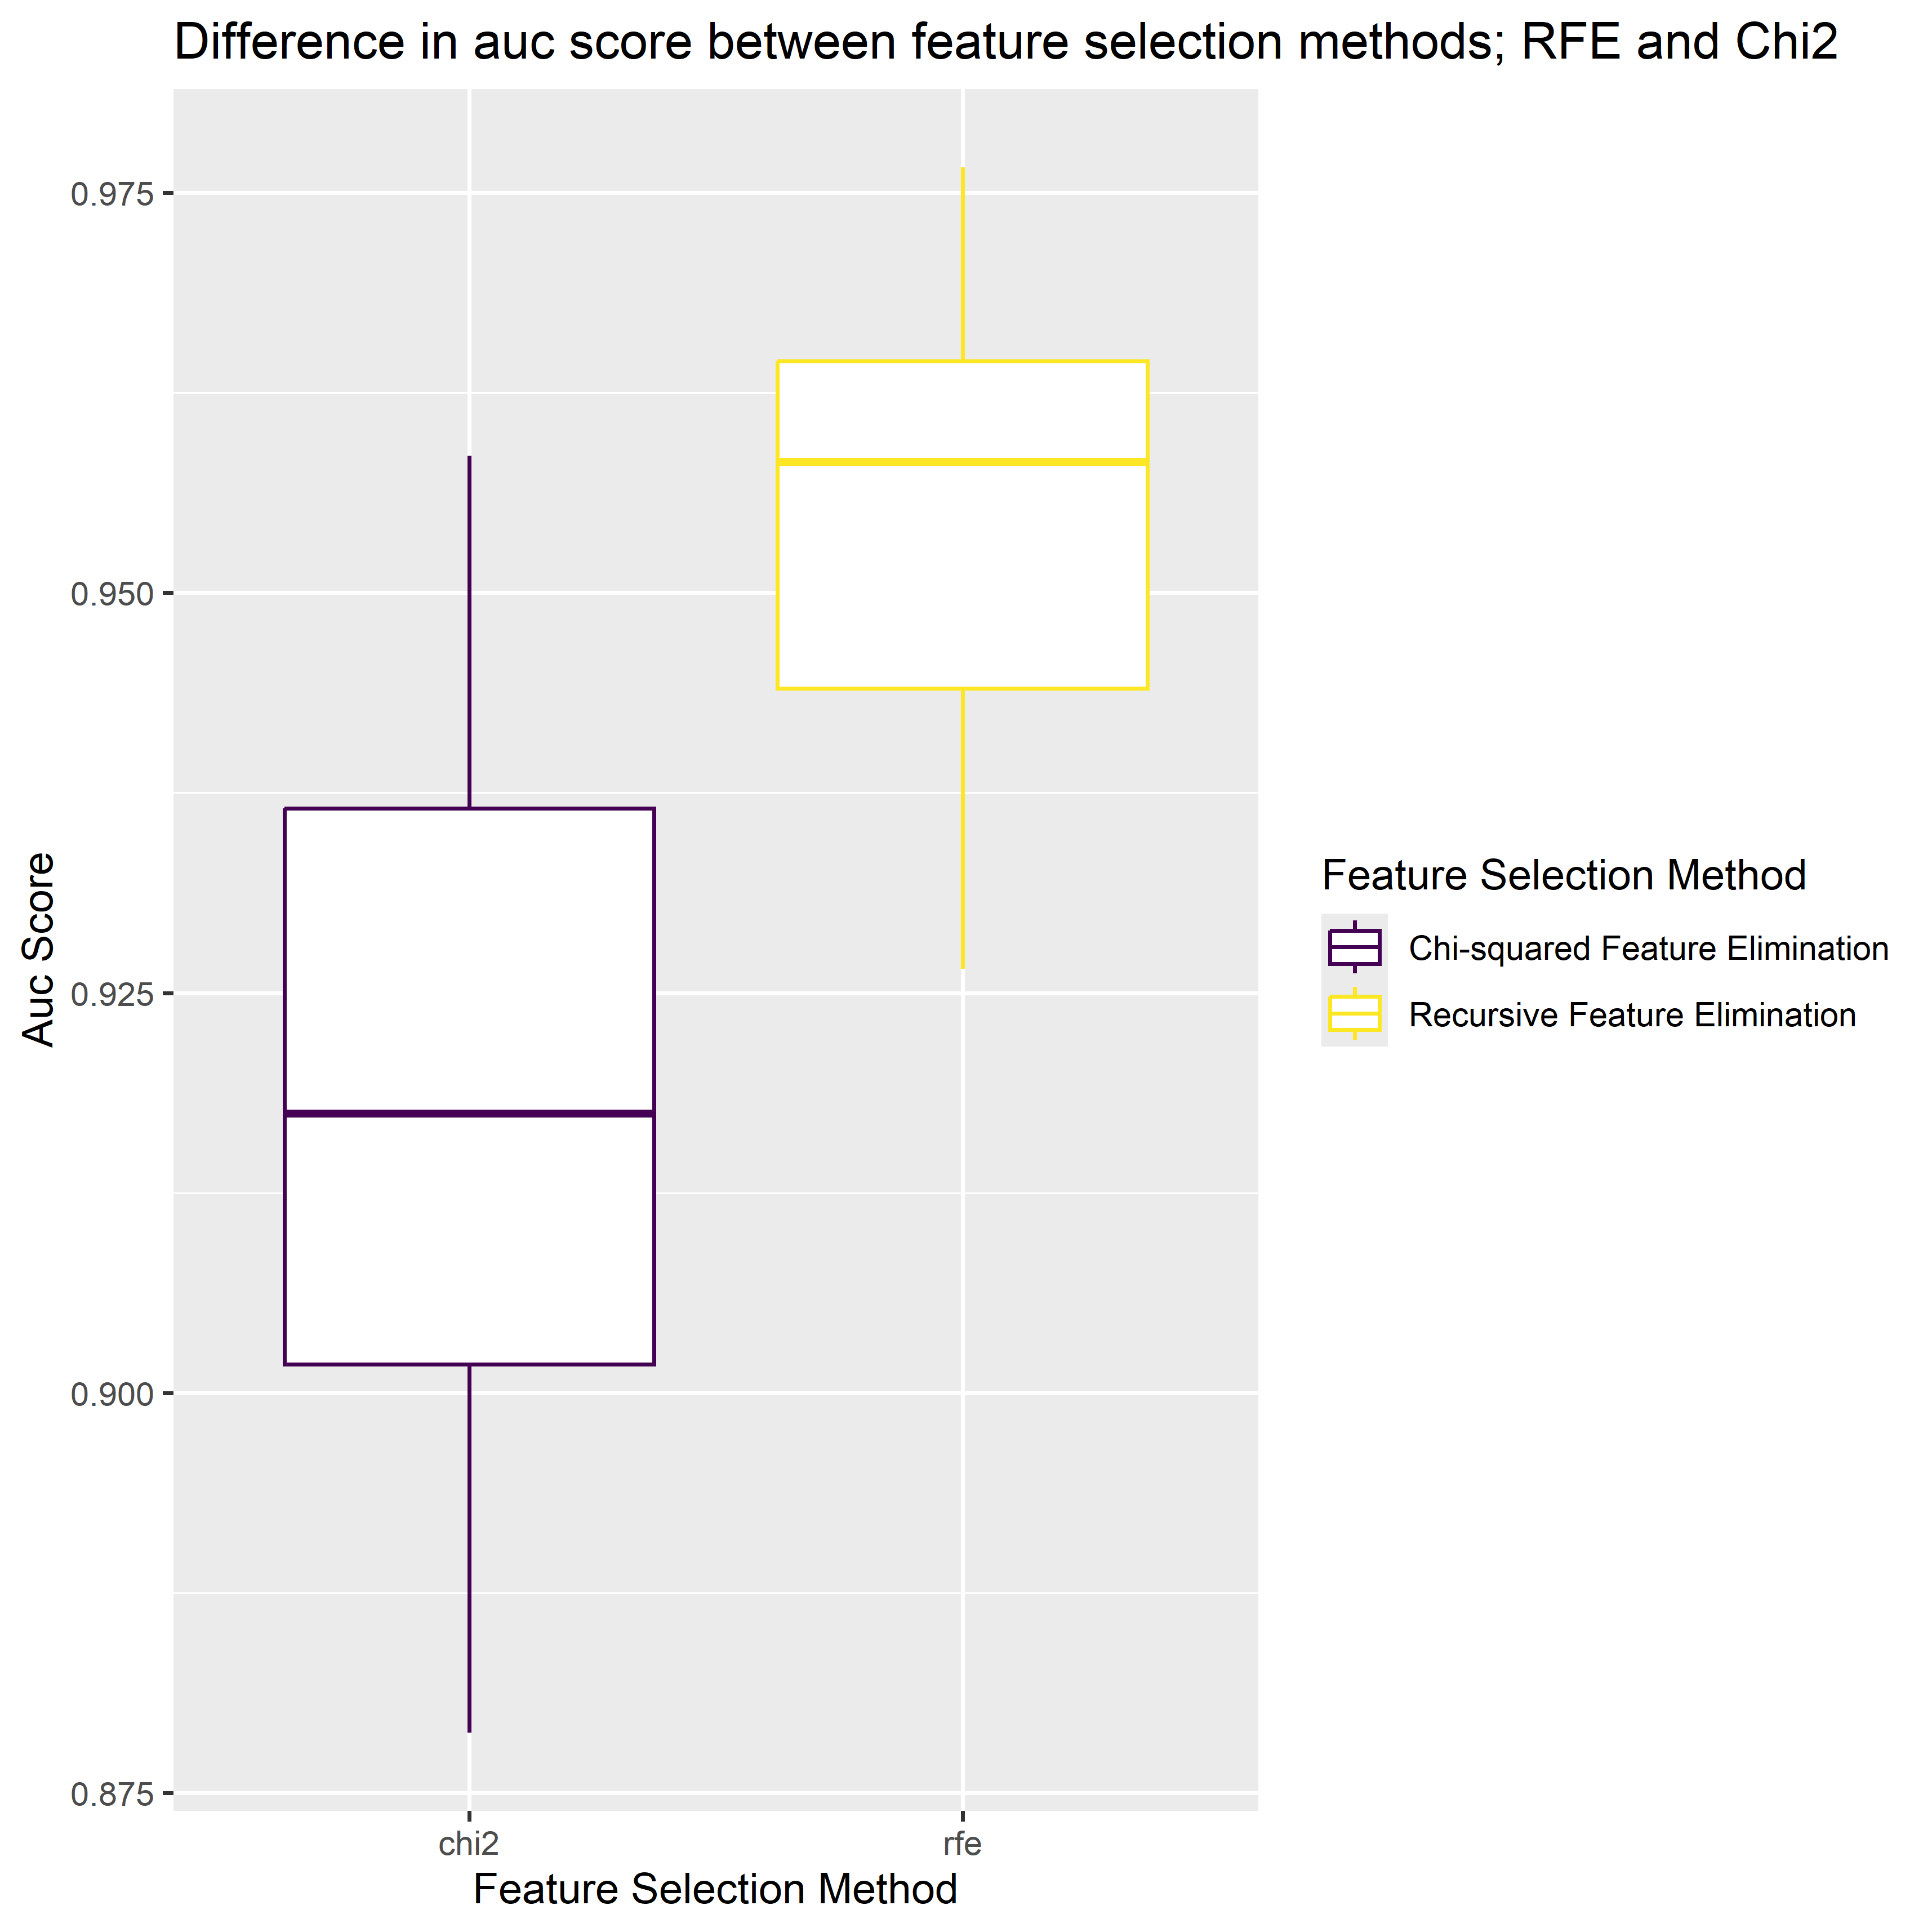 Difference in auc score between feature selection methods; RFE and Chi2
Auc Score
0.975
0.950
0.925
0.900
0.875
chi2
rfe
Feature Selection Method
Feature Selection Method
Chi-squared Feature Elimination
Recursive Feature Elimination